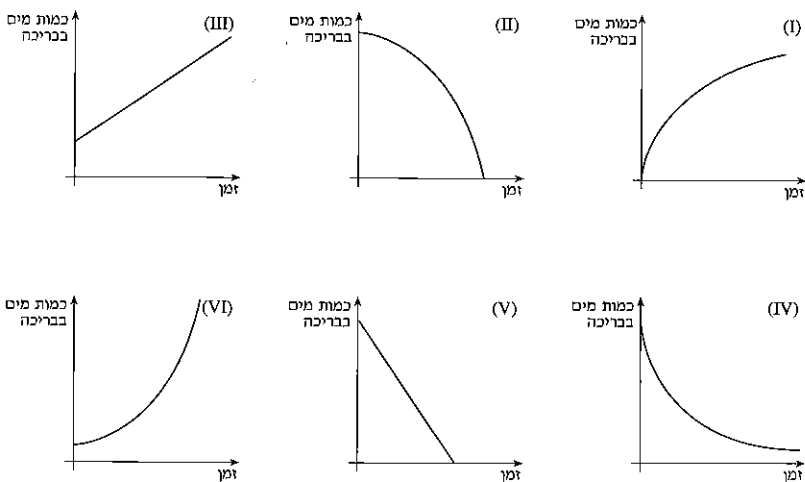 (I)
כמות מים
בבריכה
זמן
(II)
כמות מים
בבריכה
זמן
(III)
כמות מים
בבריכה
זמן
(IV)
כמות מים
בבריכה
זמן
(V)
כמות מים
בבריכה
זמן
(VI)
כמות מים
בבריכה
זמן